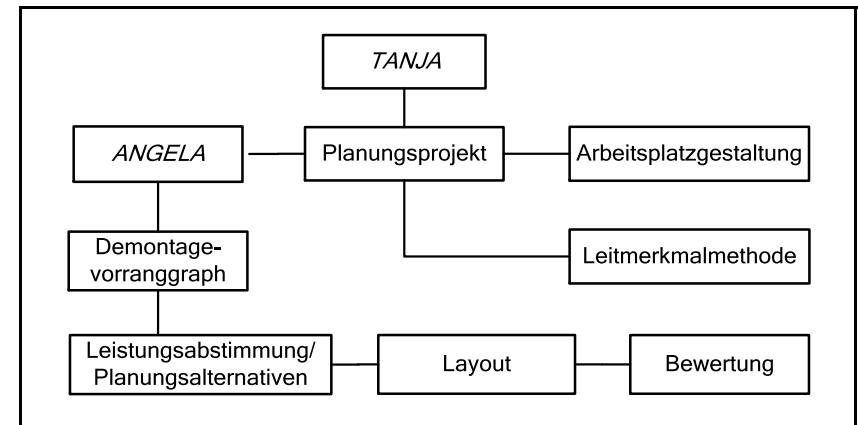 TANJA
ANGELA
Planungsprojekt
Arbeitsplatzgestaltung
Demontage-
vorranggraph
Leitmerkmalmethode
Leistungsabstimmung/
Planungsalternativen
Layout
Bewertung